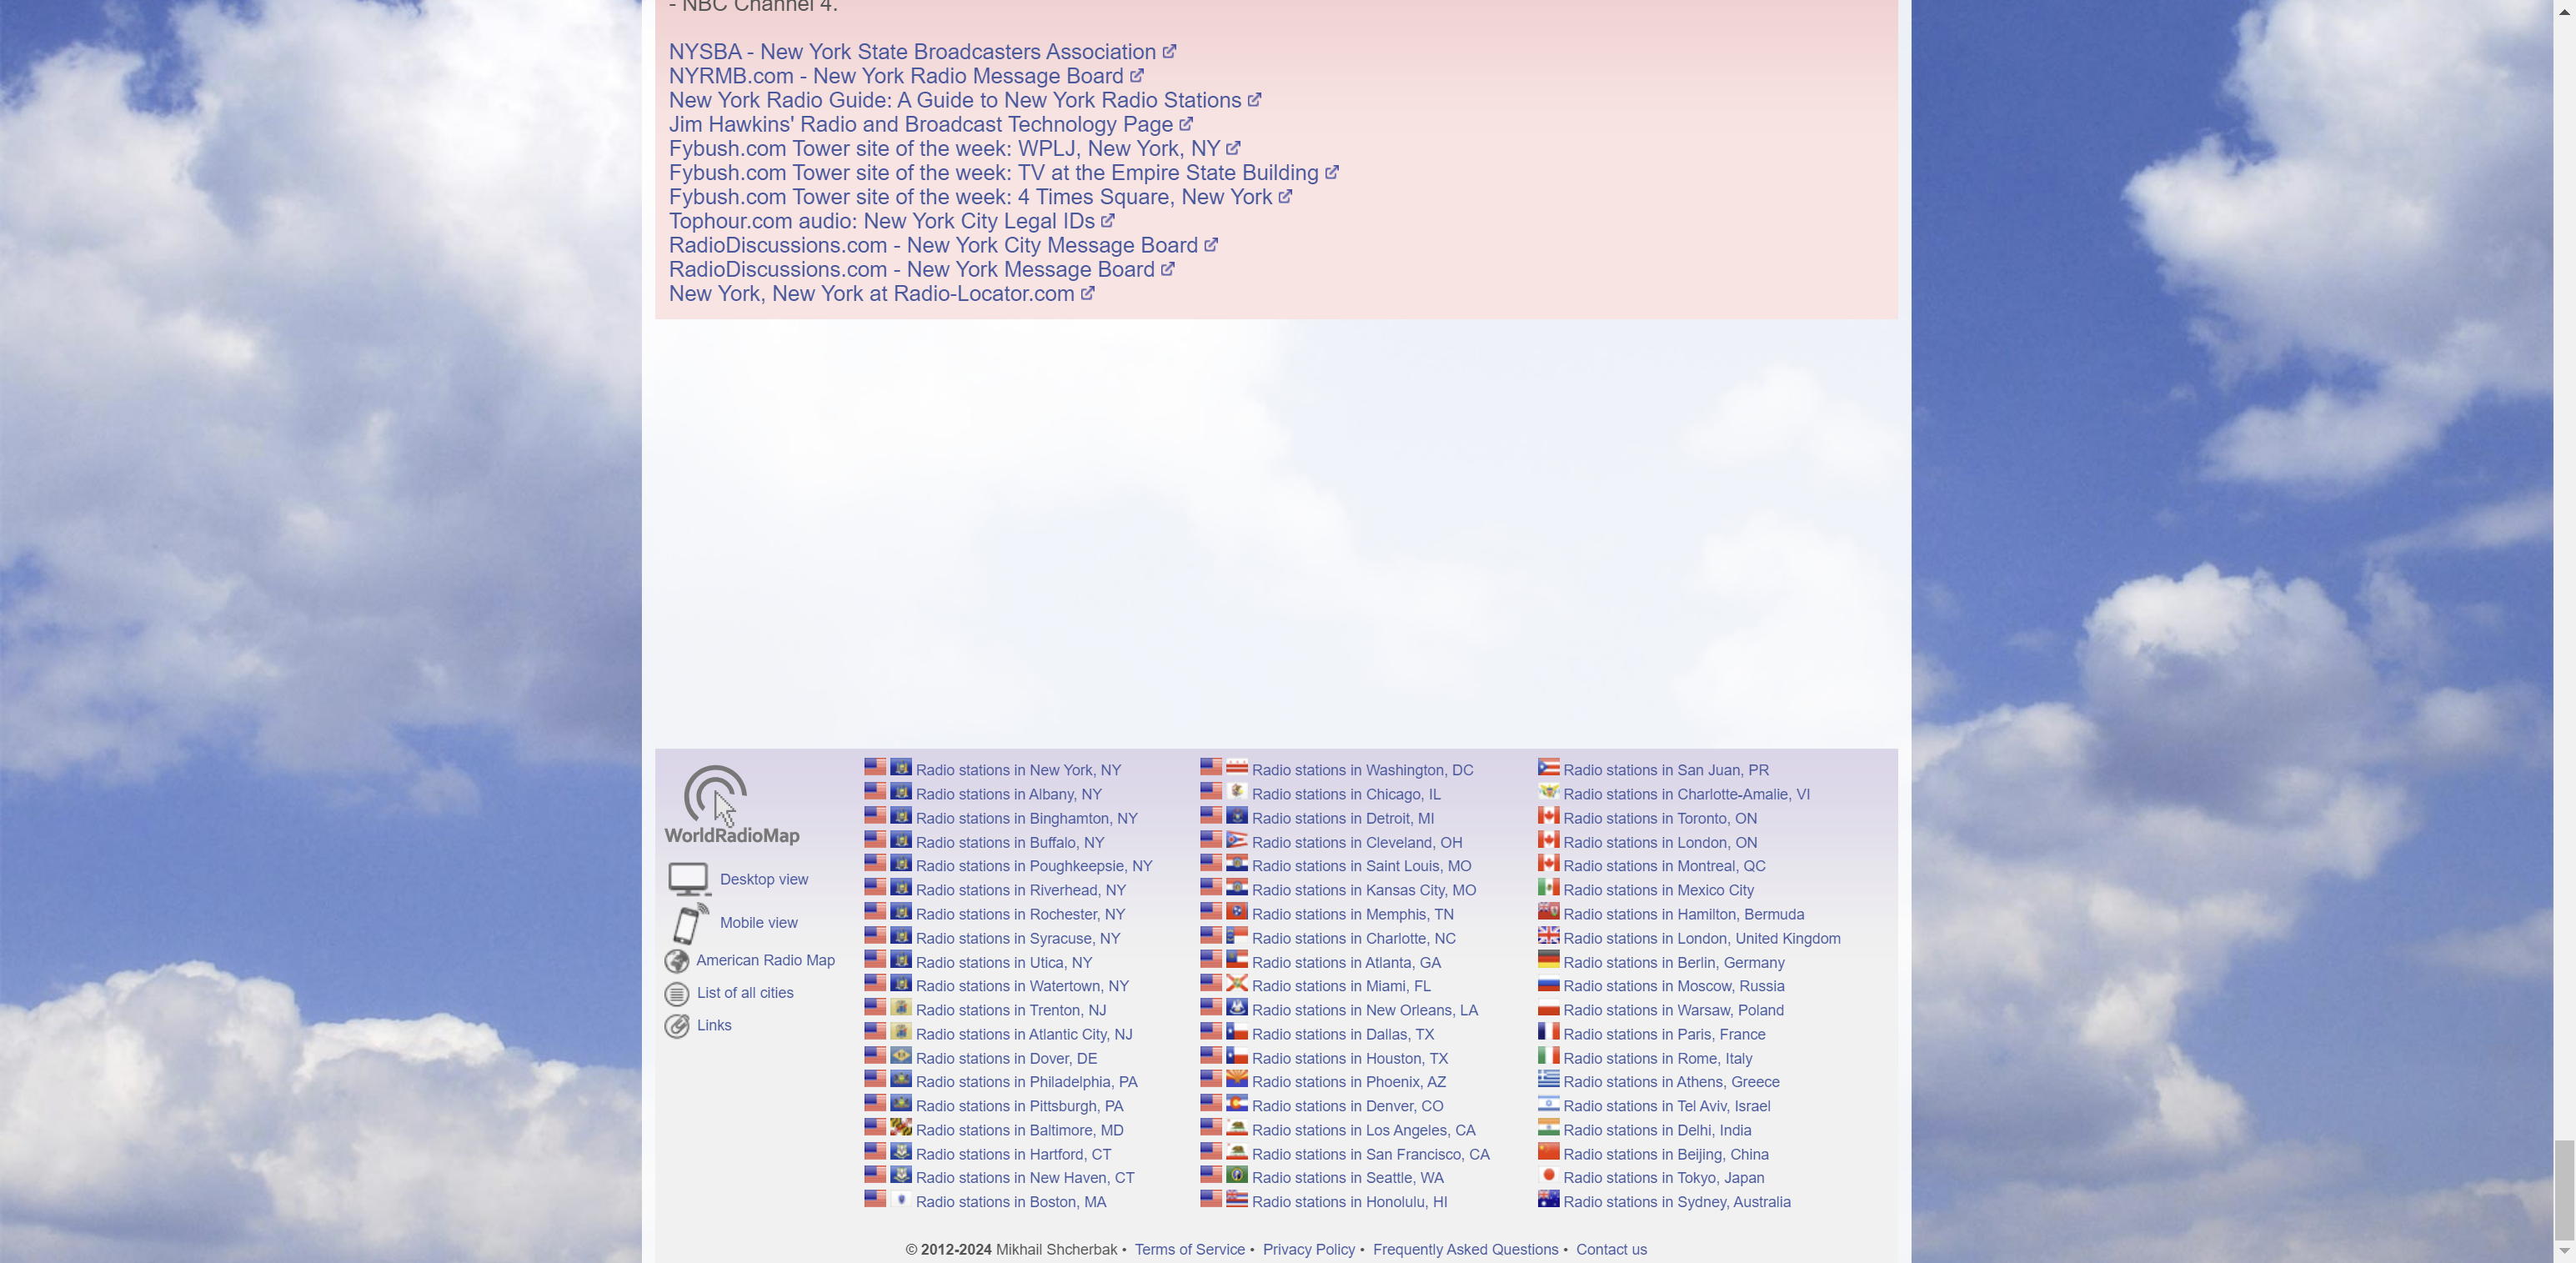 - NBC Channel 4.
NYSBA - New York State Broadcasters Association
NYRMB.com - New York Radio Message Board
New York Radio Guide: A Guide to New York Radio Stations
Jim Hawkins' Radio and Broadcast Technology Page
Fybush.com Tower site of the week: WPLJ, New York, NY
Fybush.com Tower site of the week: TV at the Empire State Building
Fybush.com Tower site of the week: 4 Times Square, New York
Tophour.com audio: New York City Legal IDs
RadioDiscussions.com - New York City Message Board
RadioDiscussions.com - New York Message Board
New York, New York at Radio-Locator.com
WorldRadioMap
Desktop view
Mobile view
American Radio Map
List of all cities
Links
Radio stations in New York, NY
Radio stations in Albany, NY
Radio stations in Binghamton, NY
Radio stations in Buffalo, NY
Radio stations in Poughkeepsie, NY
Radio stations in Riverhead, NY
Radio stations in Rochester, NY
Radio stations in Syracuse, NY
Radio stations in Utica, NY
Radio stations in Watertown, NY
Radio stations in Trenton, NJ
Radio stations in Atlantic City, NJ
Radio stations in Dover, DE
Radio stations in Philadelphia, PA
Radio stations in Pittsburgh, PA
Radio stations in Baltimore, MD
Radio stations in Hartford, CT
Radio stations in New Haven, CT
Radio stations in Boston, MA
Radio stations in Washington, DC
Radio stations in Chicago, IL
Radio stations in Detroit, MI
Radio stations in Cleveland, OH
Radio stations in Saint Louis, MO
Radio stations in Kansas City, MO
Radio stations in Memphis, TN
Radio stations in Charlotte, NC
Radio stations in Atlanta, GA
Radio stations in Miami, FL
Radio stations in New Orleans, LA
Radio stations in Dallas, TX
Radio stations in Houston, TX
Radio stations in Phoenix, AZ
Radio stations in Denver, CO
Radio stations in Los Angeles, CA
Radio stations in San Francisco, CA
Radio stations in Seattle, WA
Radio stations in Honolulu, HI
Radio stations in San Juan, PR
Radio stations in Charlotte-Amalie, VI
Radio stations in Toronto, ON
Radio stations in London, ON
Radio stations in Montreal, QC
Radio stations in Mexico City
Radio stations in Hamilton, Bermuda
Radio stations in London, United Kingdom
Radio stations in Berlin, Germany
Radio stations in Moscow, Russia
Radio stations in Warsaw, Poland
Radio stations in Paris, France
Radio stations in Rome, Italy
Radio stations in Athens, Greece
Radio stations in Tel Aviv, Israel
Radio stations in Delhi, India
Radio stations in Beijing, China
Radio stations in Tokyo, Japan
Radio stations in Sydney, Australia
© 2012-2024 Mikhail Shcherbak • Terms of Service • Privacy Policy • Frequently Asked Questions • Contact us